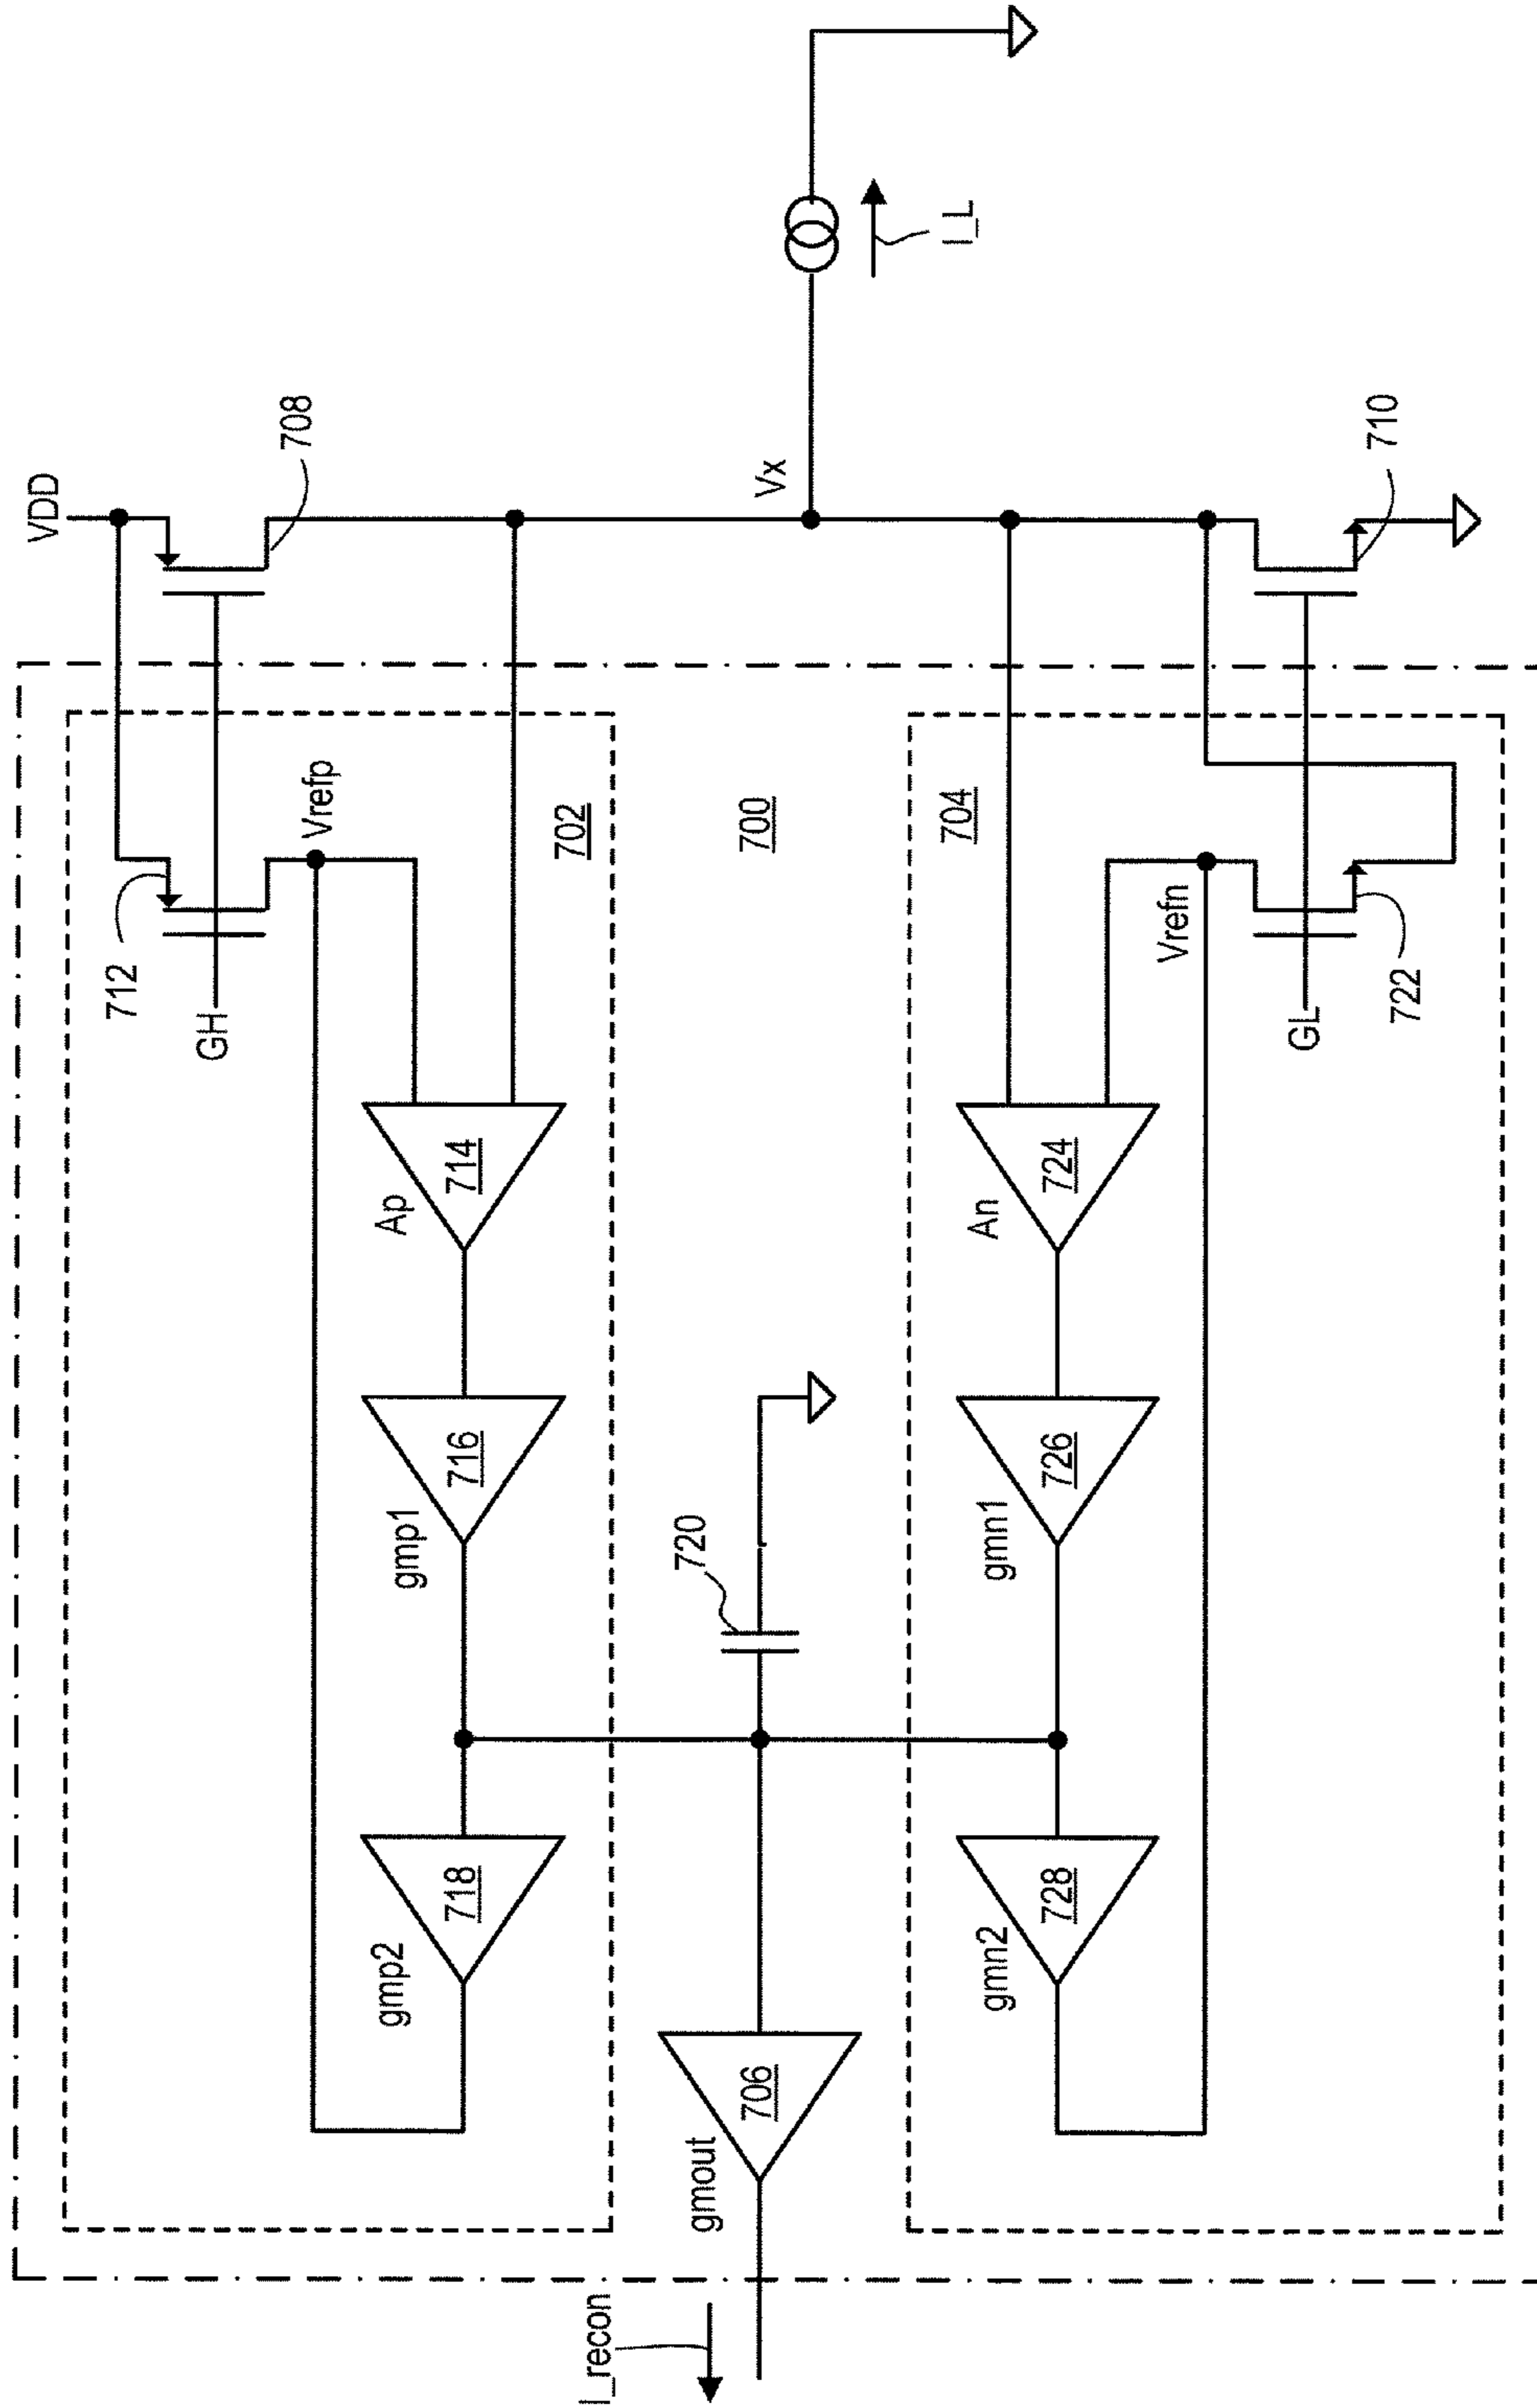 VDD
708
712
GH
Vrefp
702
Ap
714
716
gmp1
718
gmp2
Vx
I_L
700
720
706
gmout
I_recon
704
An
724
726
gmn1
728
gmn2
Vrefn
GL
722
710